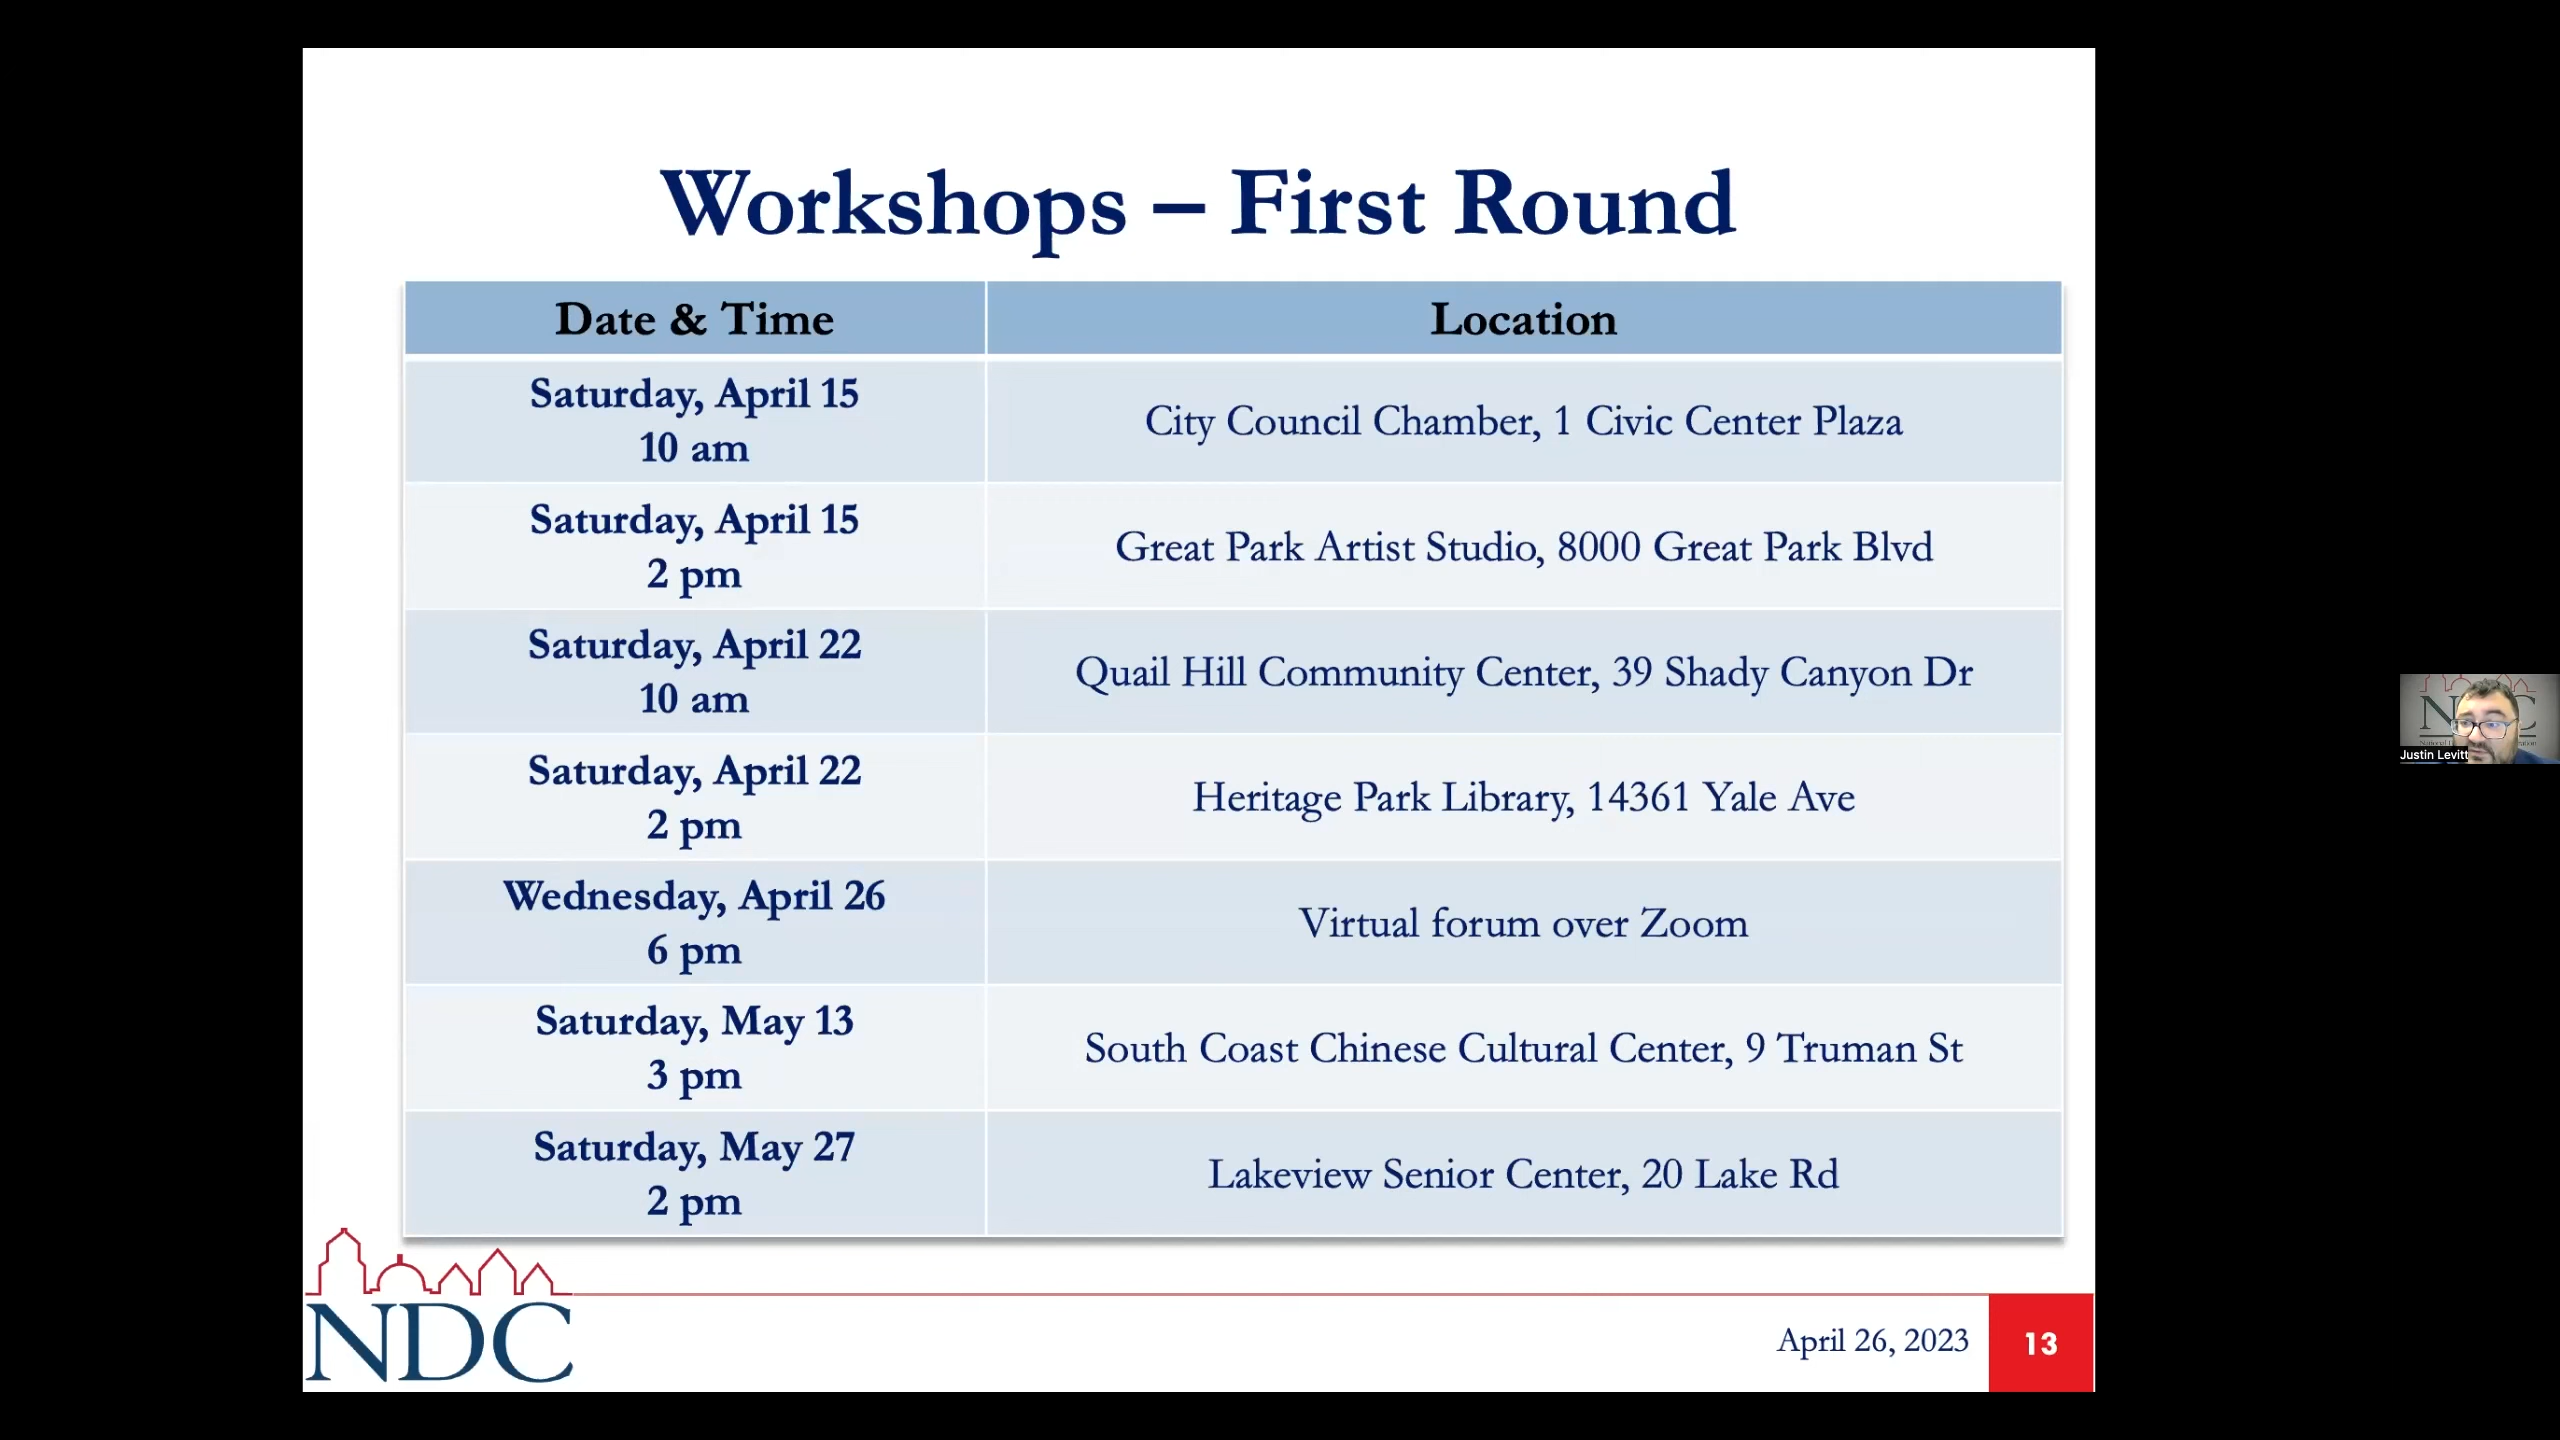 Workshops – First Round
Date & Time
Location
Saturday, April 15
10 am
City Council Chamber, 1 Civic Center Plaza
Saturday, April 15
2 pm
Great Park Artist Studio, 8000 Great Park Blvd
Saturday, April 22
10 am
Quail Hill Community Center, 39 Shady Canyon Dr
Saturday, April 22
2 pm
Heritage Park Library, 14361 Yale Ave
Wednesday, April 26
6 pm
Virtual forum over Zoom
Saturday, May 13
3 pm
South Coast Chinese Cultural Center, 9 Truman St
Saturday, May 27
2 pm
Lakeview Senior Center, 20 Lake Rd
NDC
April 26, 2023
13
Justin Levitt